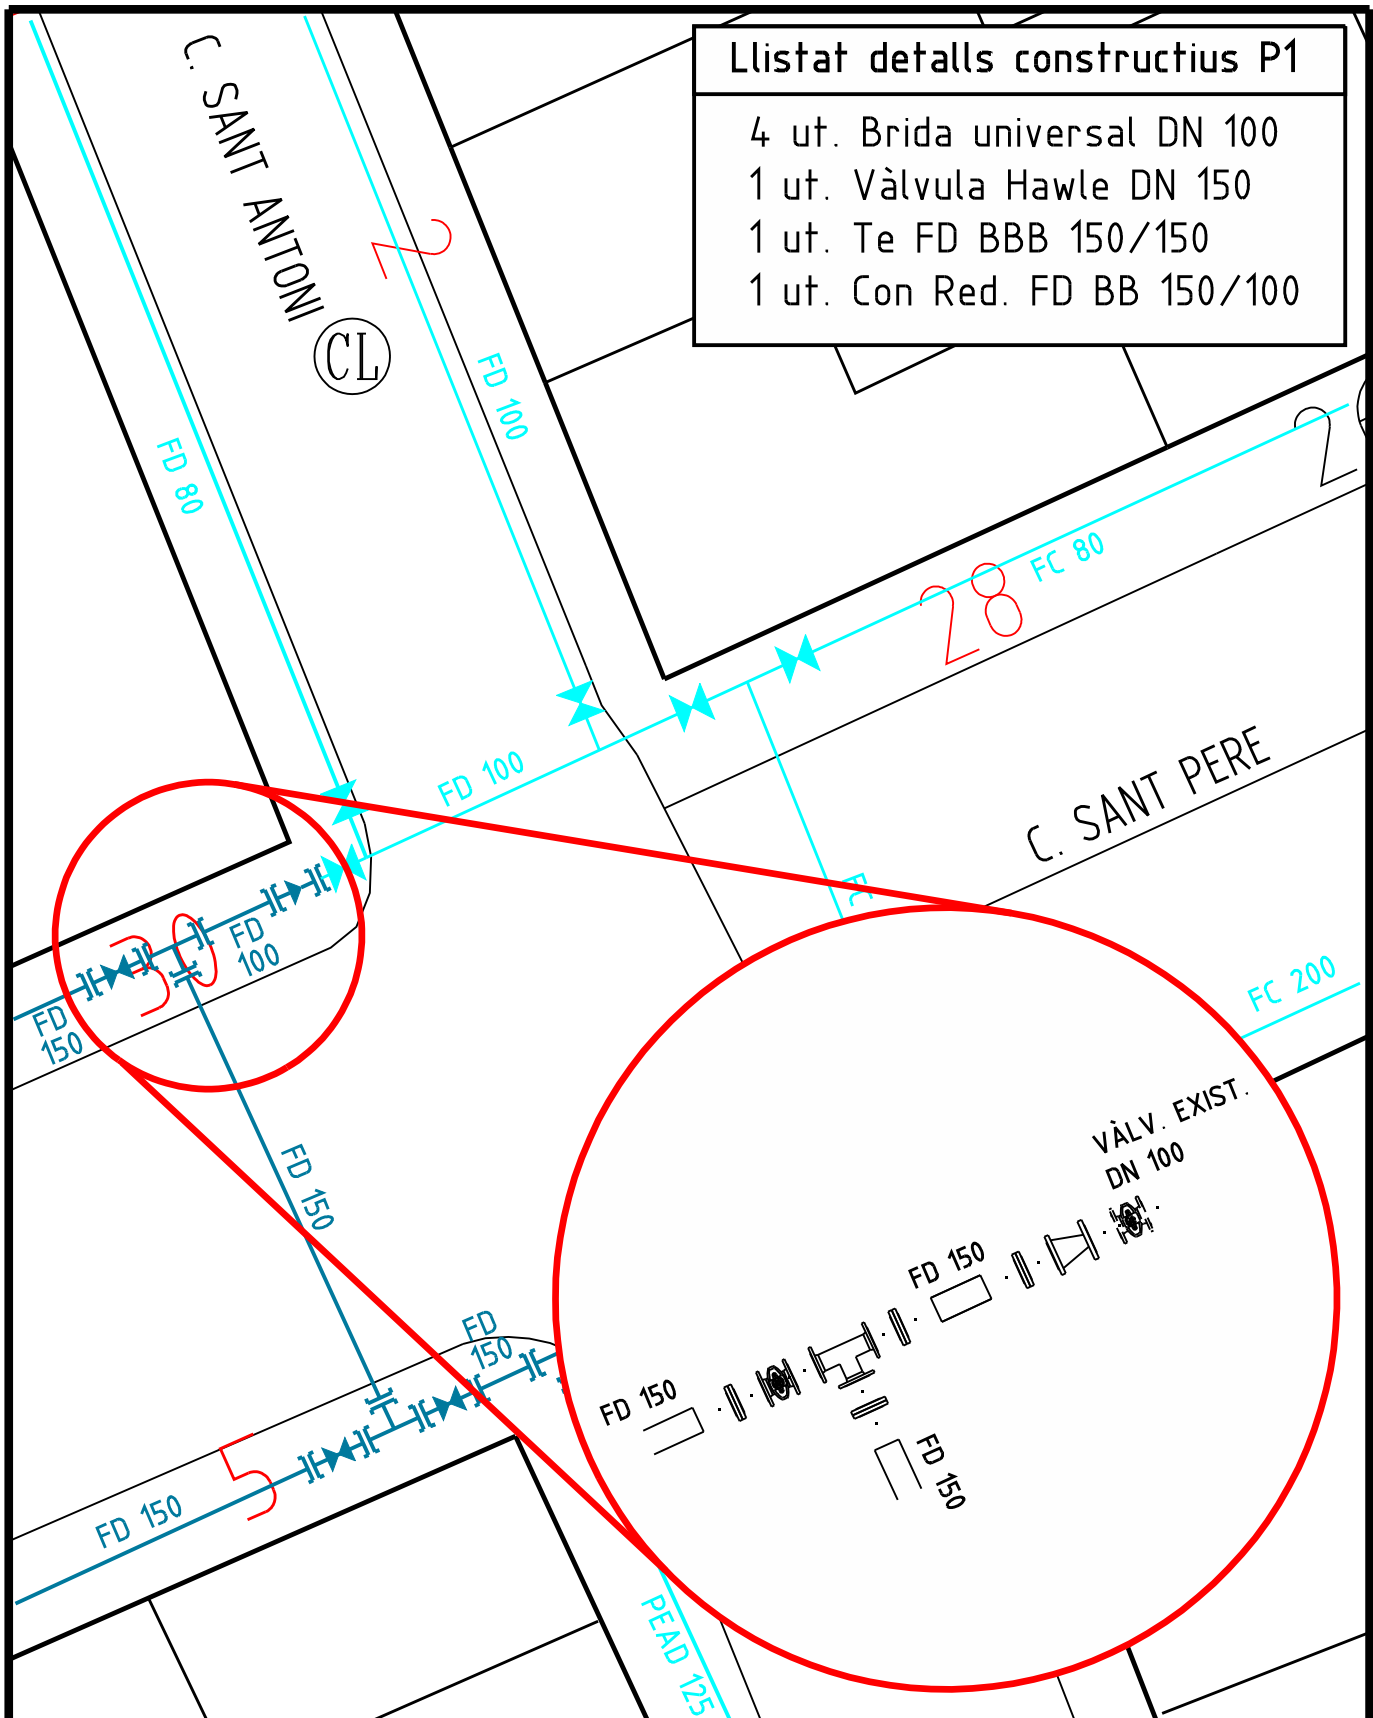 Llistat detalls constructius P1
4 ut. Brida universal DN 100
1 ut. Vàlvula Hawle DN 150
1 ut. Te FD BBB 150/150
1 ut. Con Red. FD BB 150/100
C. SANT ANTONI
CL
2
FD 100
FD 80
FC 80
28
FD 100
C. SANT PERE
FC
30
FD
100
FD
150
FC 200
VÀLV. EXIST.
DN 100
FD 150
FD 150
FD 150
FD 150
FD
150
5
FD 150
PEAD 125